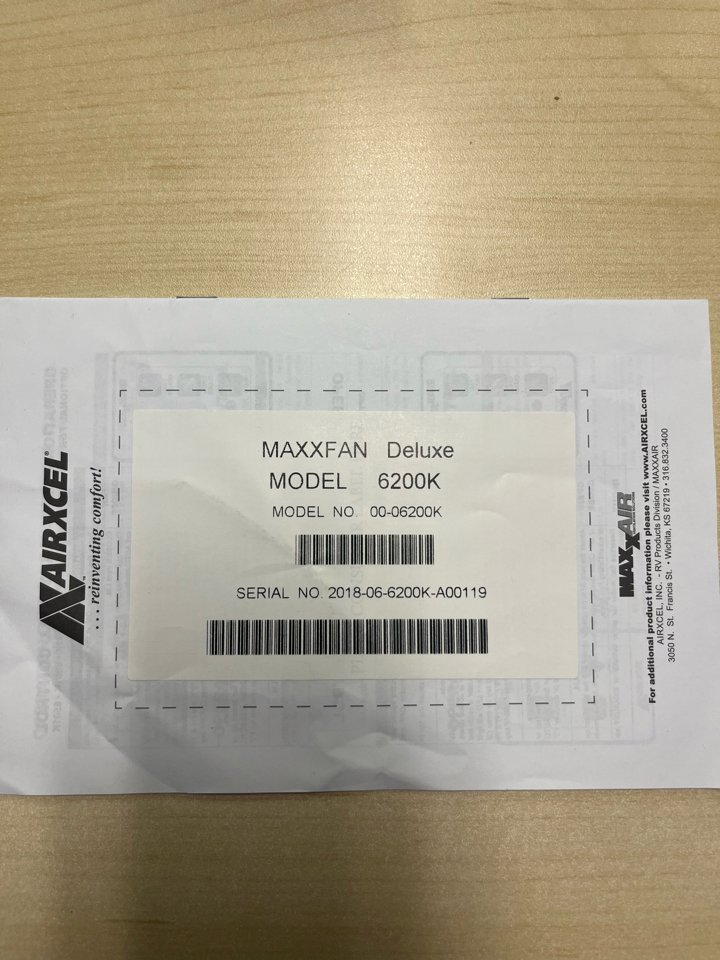 MAXXFAN Deluxe
MODEL 6200K
MODEL NO. 00-06200K
SERIAL NO. 2018-06-6200K-A00119
AIRXCEL®
...reinventing comfort!
MAXXAIR
For additional product information please visit www.AIRXCEL.com
AIRXCEL, INC. - RV Products Division / MAXXAIR
3050 N. St. Francis St. • Wichita, KS 67219 • 316.832.3400